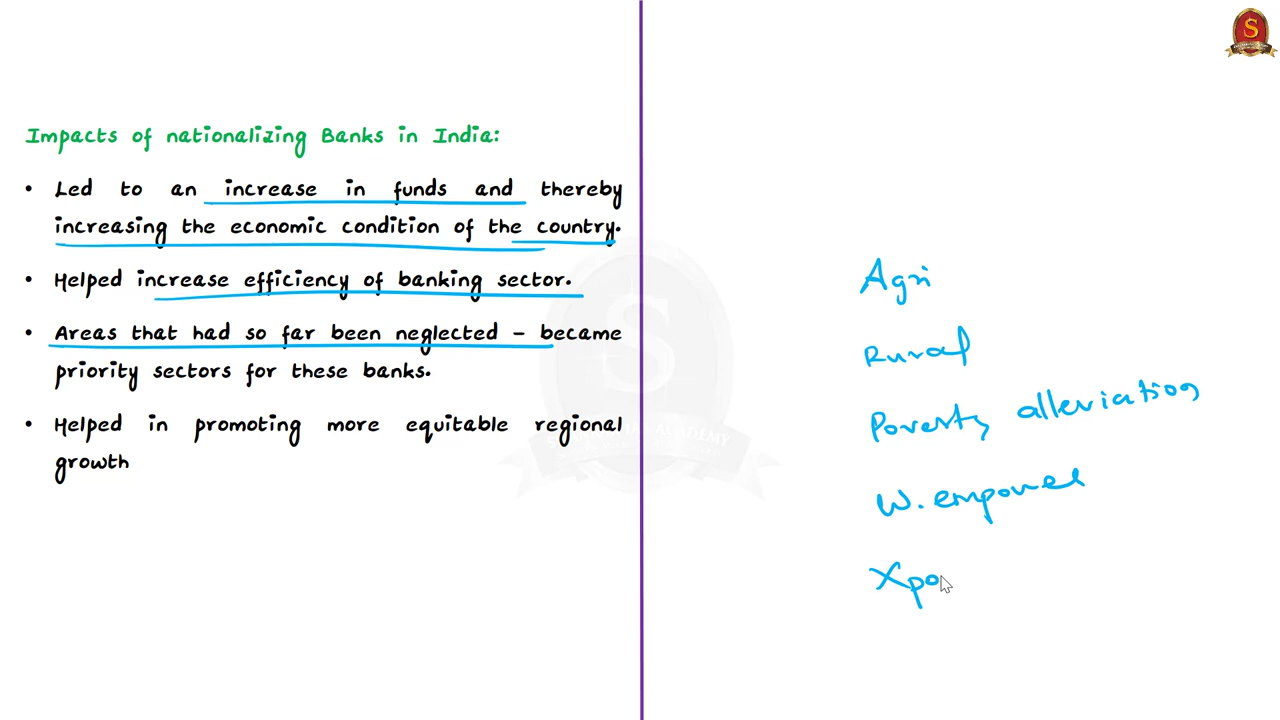 Impacts of nationalizing Banks in India:
• Led to an increase in funds and thereby
increasing the economic condition of the country.
• Helped increase efficiency of banking sector.
• Areas that had so far been neglected – became
priority sectors for these banks.
• Helped in promoting more equitable regional
growth
Agri
Rural
Poverty alleviation
W. empower
Xpo
S